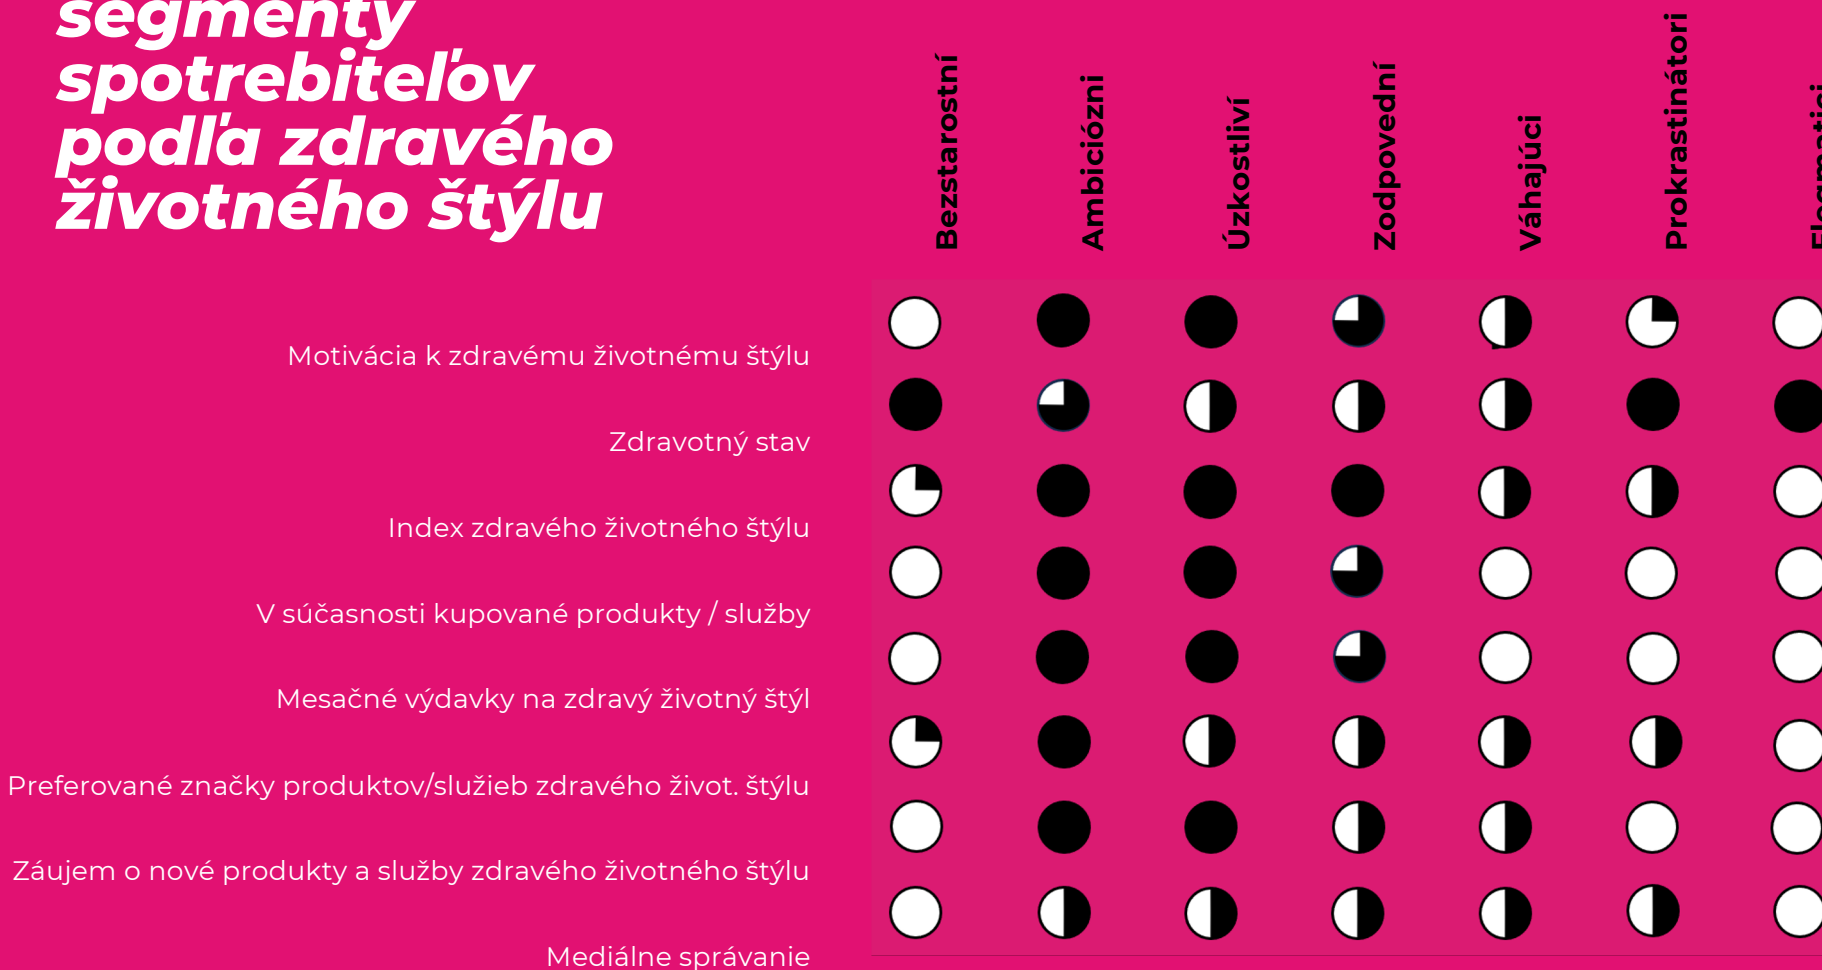 segmenty
spotrebiteľov
podľa zdravého
životného štýlu
Bezstarostní
Ambiciózni
Úzkostliví
Zodpovední
Váhajúci
Prokrastinátori
Motivácia k zdravému životnému štýlu
Zdravotný stav
Index zdravého životného štýlu
V súčasnosti kupované produkty / služby
Mesačné výdavky na zdravý životný štýl
Preferované značky produktov/služieb zdravého život. štýlu
Záujem o nové produkty a služby zdravého životného štýlu
Mediálne správanie